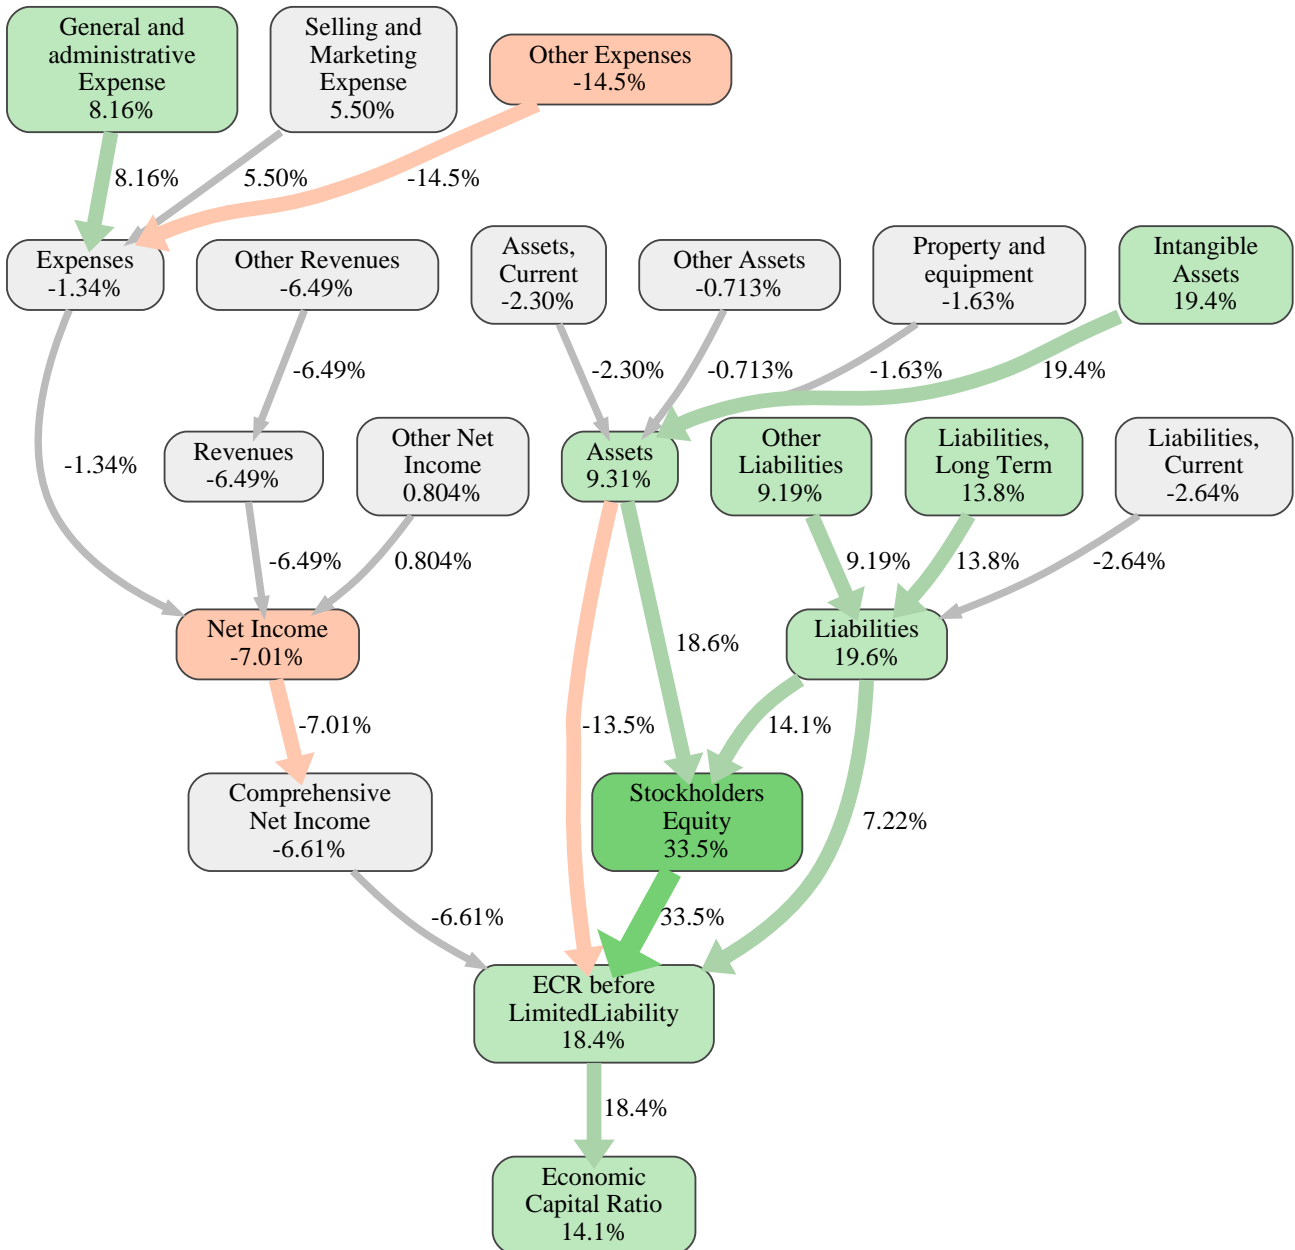 General and
administrative
Expense
8.16%
Selling and
Marketing
Expense
5.50%
Other Expenses
-14.5%
8.16%
5.50%
-14.5%
Expenses
-1.34%
Other Revenues
-6.49%
Assets,
Current
-2.30%
Other Assets
-0.713%
Property and
equipment
-1.63%
Intangible
Assets
19.4%
-6.49%
-2.30%
-0.713%
-1.63%
19.4%
-1.34%
Revenues
-6.49%
Other Net
Income
0.804%
Assets
9.31%
Other
Liabilities
9.19%
Liabilities,
Long Term
13.8%
Liabilities,
Current
-2.64%
-6.49%
0.804%
9.19%
13.8%
-2.64%
Net Income
-7.01%
18.6%
Liabilities
19.6%
-7.01%
-13.5%
14.1%
Comprehensive
Net Income
-6.61%
Stockholders
Equity
33.5%
7.22%
-6.61%
33.5%
ECR before
LimitedLiability
18.4%
18.4%
Economic
Capital Ratio
14.1%